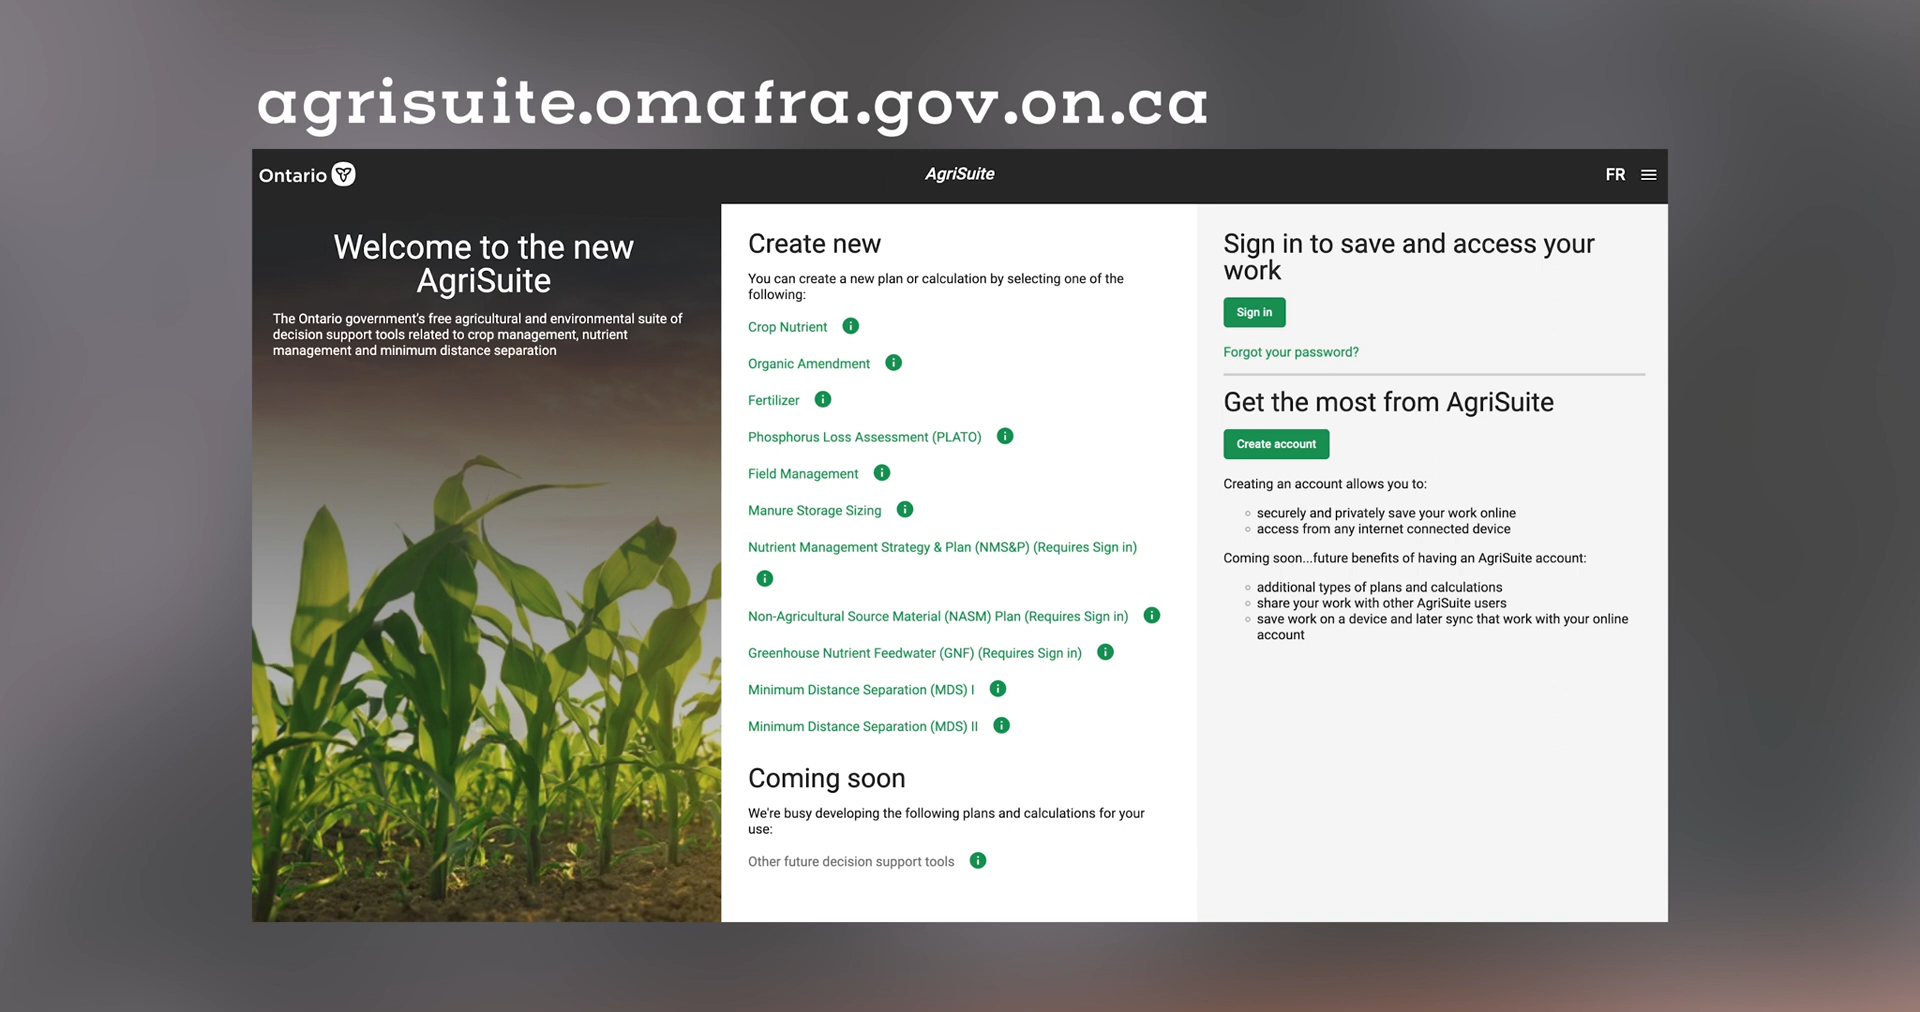 agrisuite.omafra.gov.on.ca
Ontario
AgriSuite
FR
Welcome to the new
AgriSuite
The Ontario government's free agricultural and environmental suite of
decision support tools related to crop management, nutrient
management and minimum distance separation
Create new
You can create a new plan or calculation by selecting one of the
following:
Crop Nutrient
Organic Amendment
Fertilizer
Phosphorus Loss Assessment (PLATO)
Field Management
Manure Storage Sizing
Nutrient Management Strategy & Plan (NMS&P) (Requires Sign in)
Non-Agricultural Source Material (NASM) Plan (Requires Sign in)
Greenhouse Nutrient Feedwater (GNF) (Requires Sign in)
Minimum Distance Separation (MDS) I
Minimum Distance Separation (MDS) II
Coming soon
We're busy developing the following plans and calculations for your
use:
Other future decision support tools
Sign in to save and access your
work
Sign in
Forgot your password?
Get the most from AgriSuite
Create account
Creating an account allows you to:
securely and privately save your work online
access from any internet connected device
Coming soon...future benefits of having an AgriSuite account:
additional types of plans and calculations
share your work with other AgriSuite users
save work on a device and later sync that work with your online
account